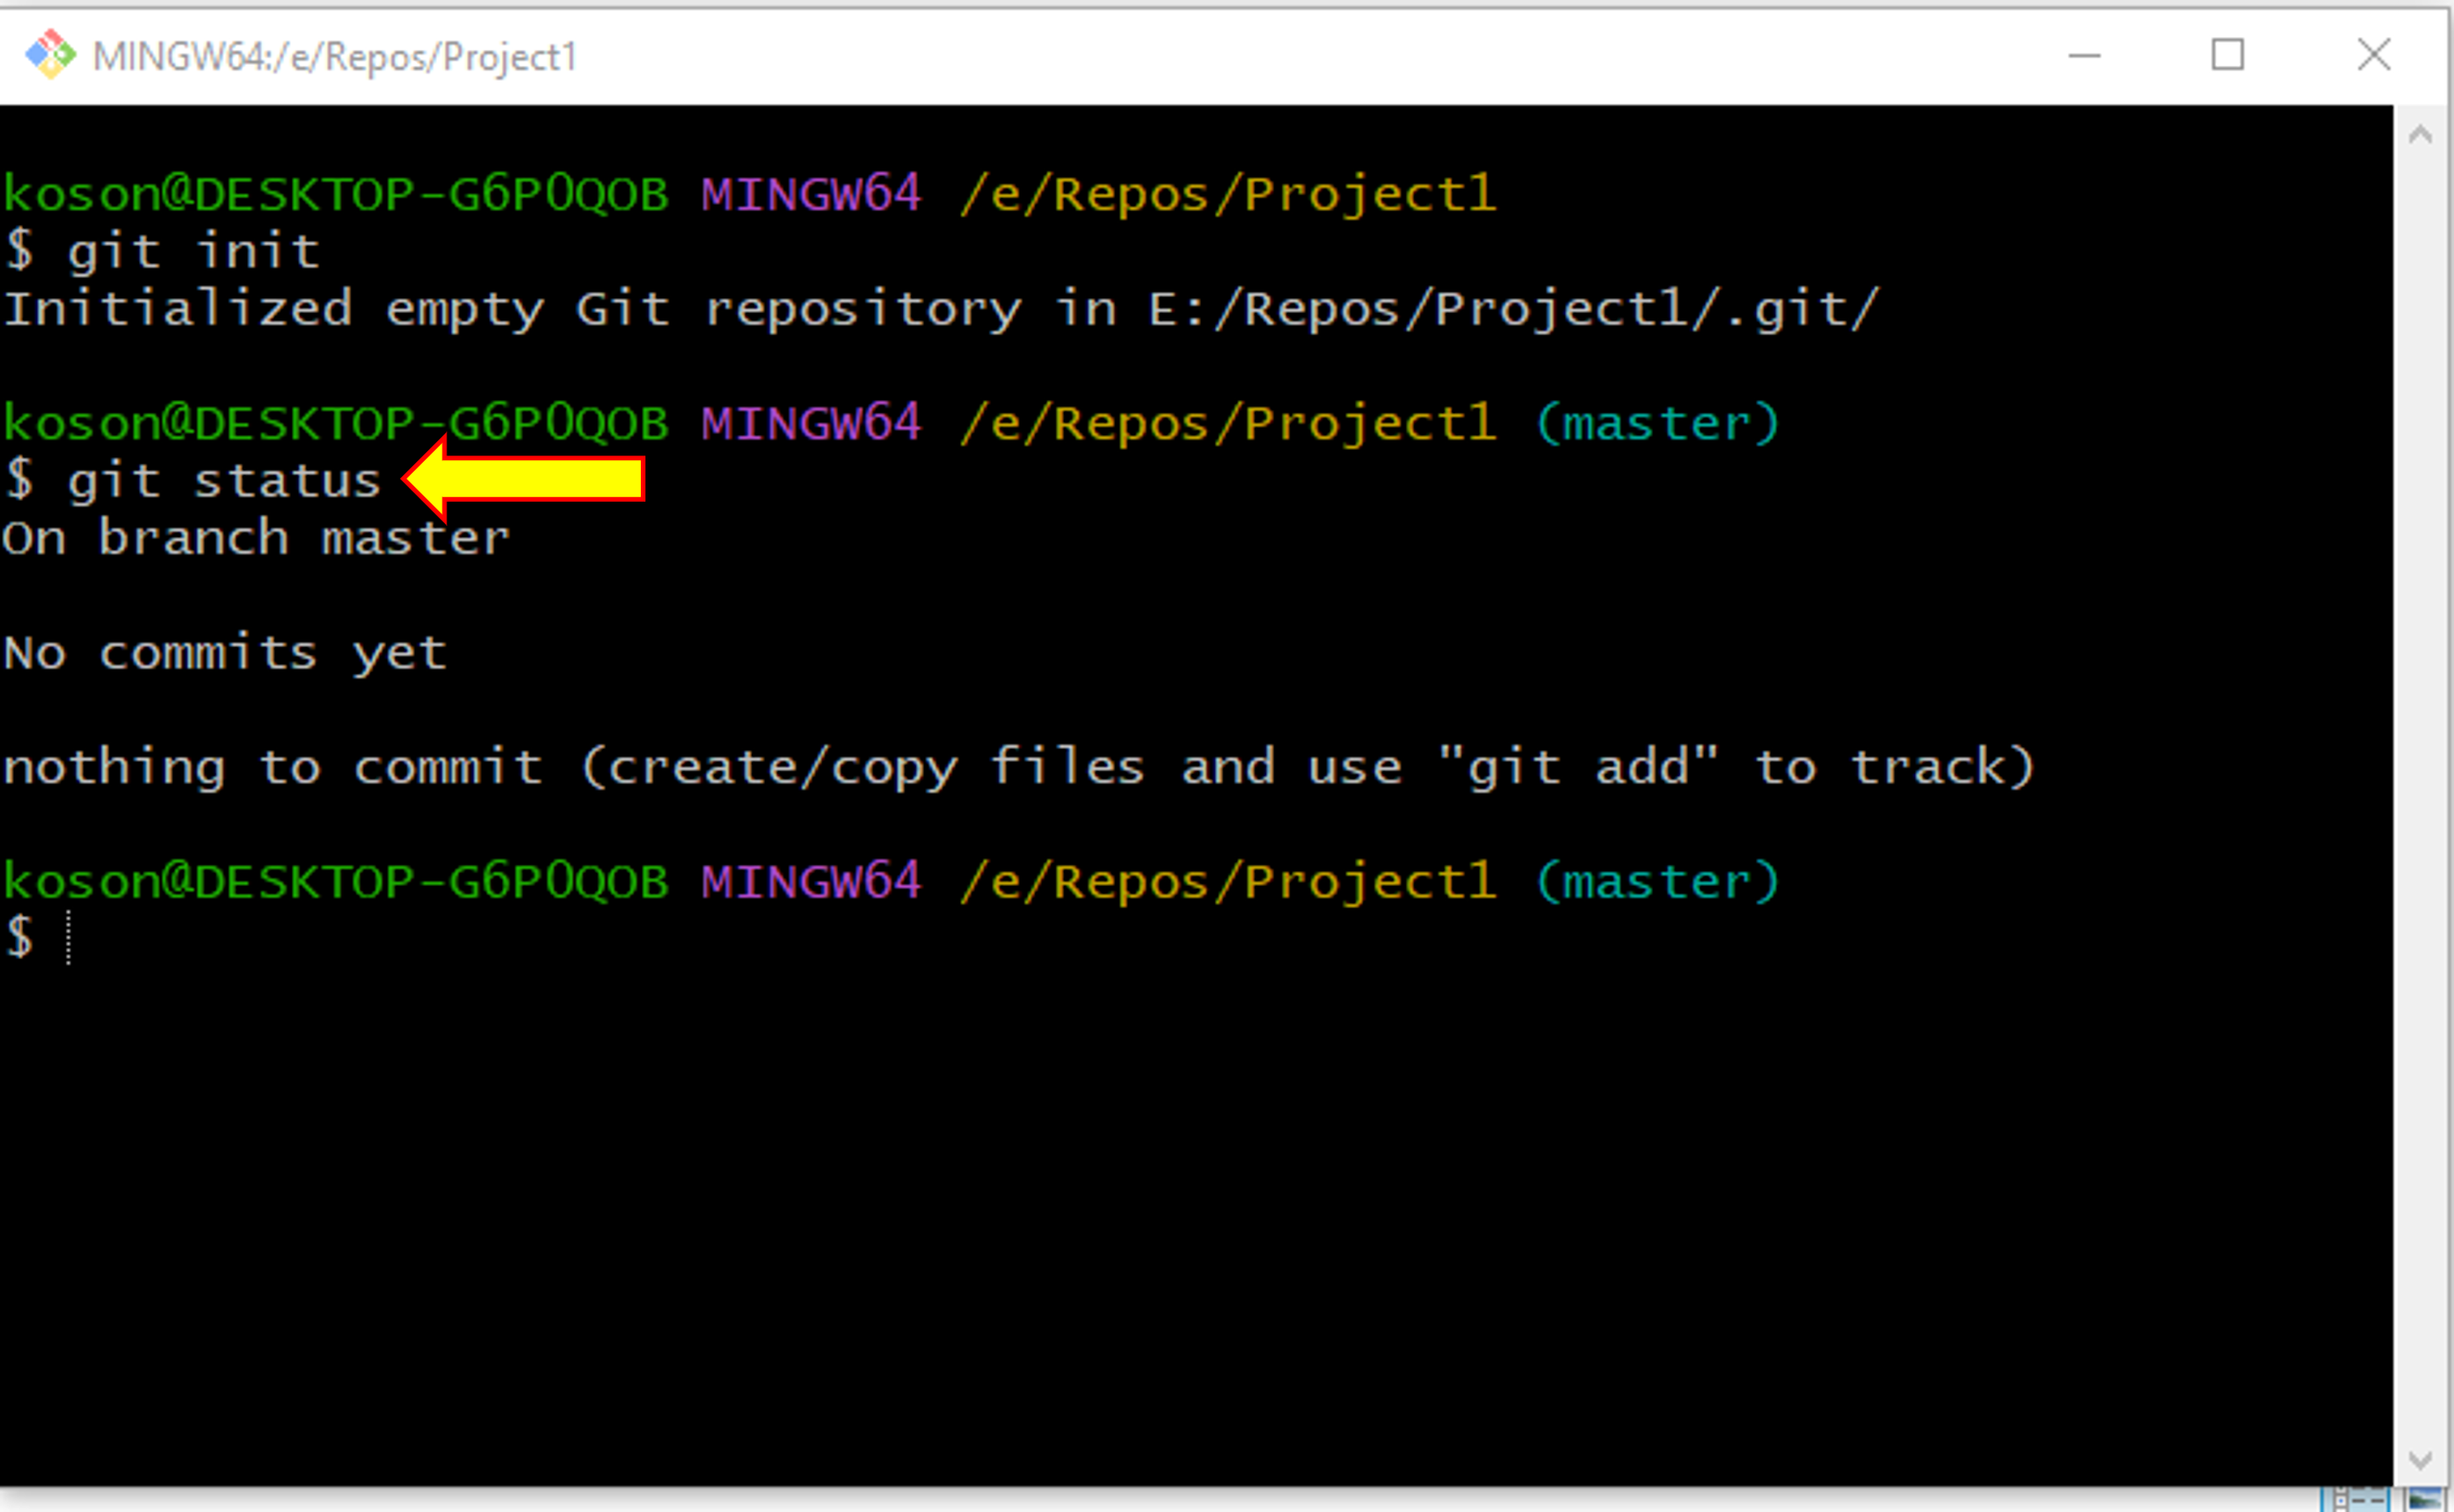 MINGW64:/e/Repos/Project1
koson@DESKTOP-G6P0QOB MINGW64 /e/Repos/Project1
$ git init
Initialized empty Git repository in E:/Repos/Project1/.git/
koson@DESKTOP-G6P0QOB MINGW64 /e/Repos/Project1 (master)
$ git status
On branch master
No commits yet
nothing to commit (create/copy files and use "git add" to track)
koson@DESKTOP-G6P0QOB MINGW64 /e/Repos/Project1 (master)
$